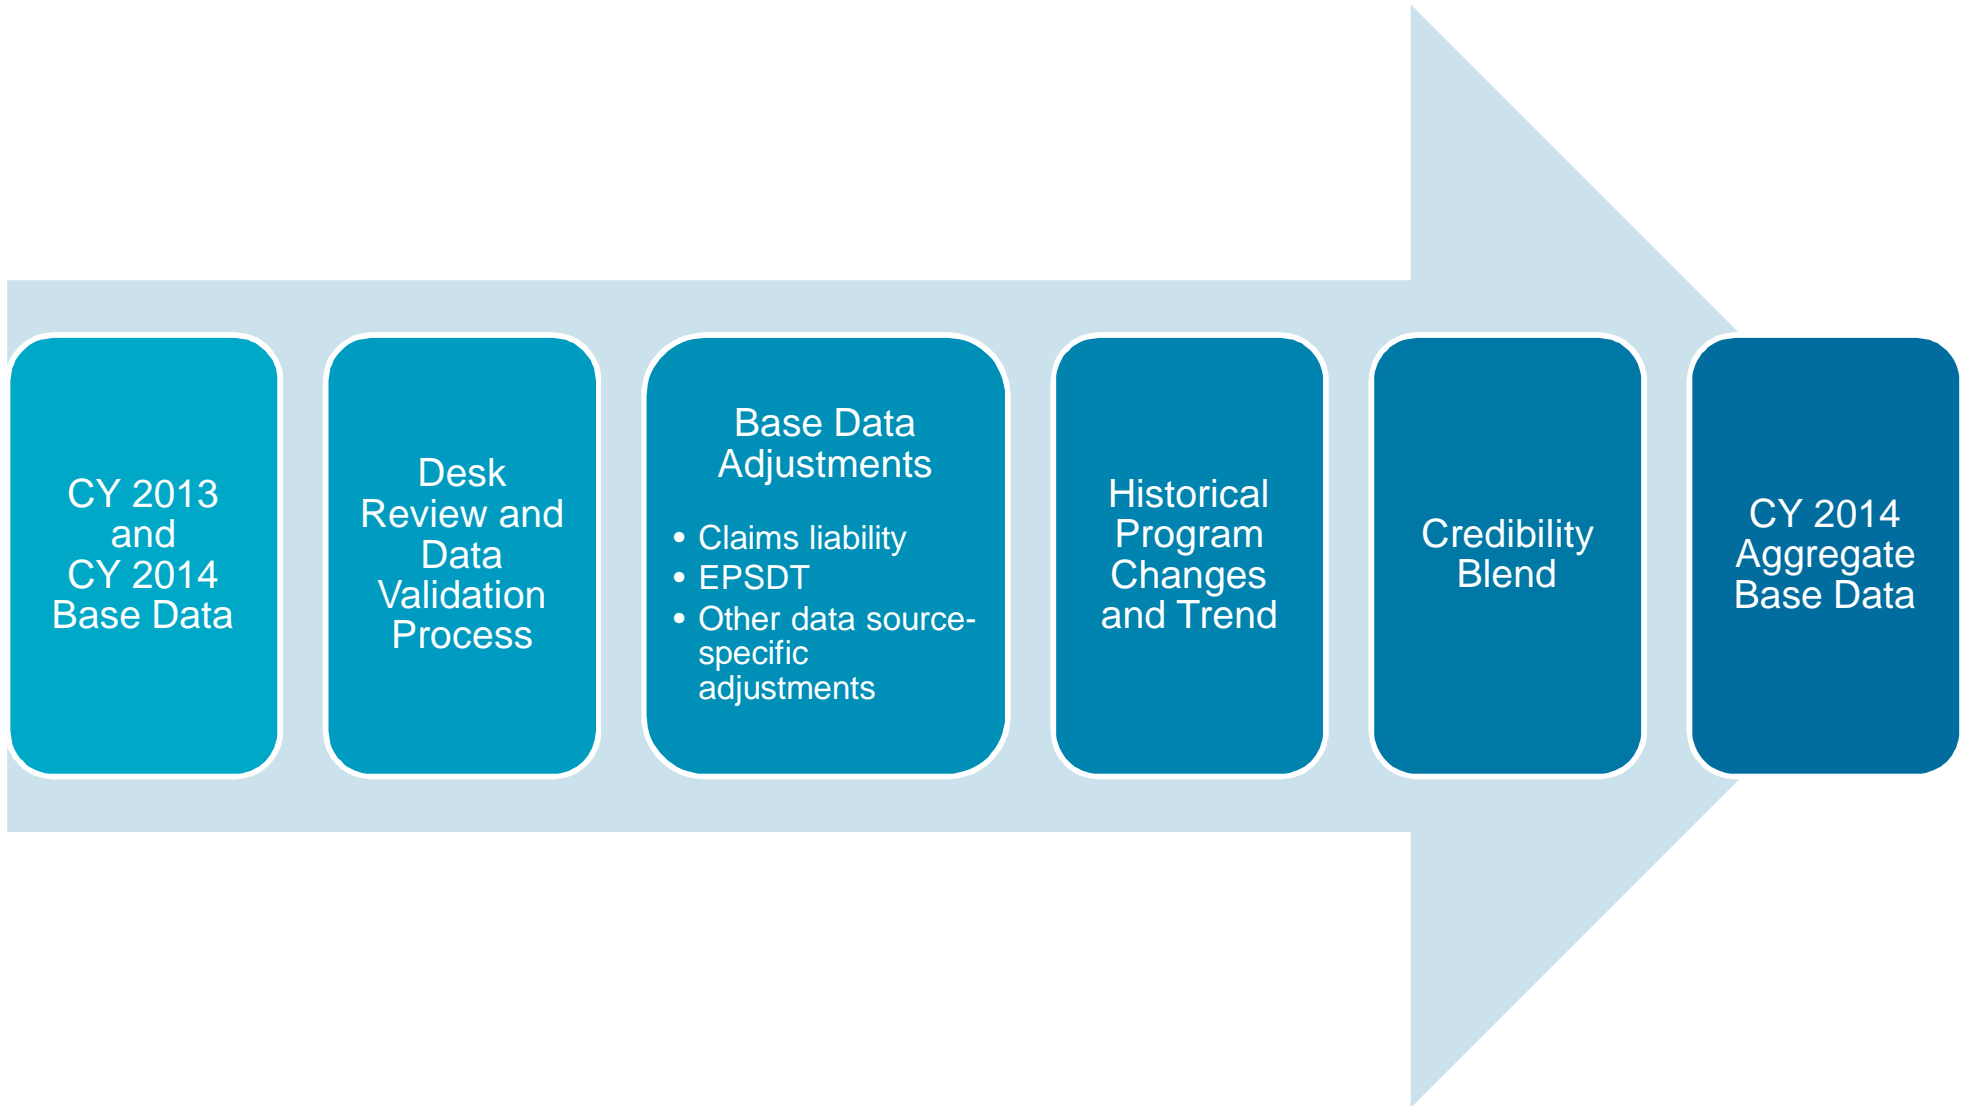 CY 2013
and
CY 2014
Base Data
Desk
Review and
Data
Validation
Process
Base Data
Adjustments
• Claims liability
• EPSDT
• Other data source-
specific
adjustments
Historical
Program
Changes
and Trend
Credibility
Blend
CY 2014
Aggregate
Base Data